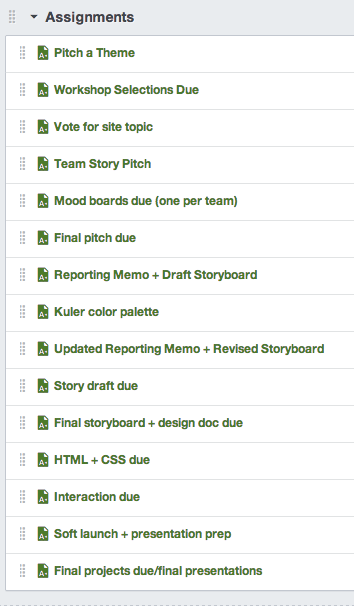 Assignments
Pitch a Theme
Workshop Selections Due
Vote for site topic
Team Story Pitch
Mood boards due (one per team)
Final pitch due
Reporting Memo + Draft Storyboard
Kuler color palette
Updated Reporting Memo + Revised Storyboard
Story draft due
Final storyboard + design doc due
HTML + CSS due
Interaction due
Soft launch + presentation prep
Final projects due/final presentations